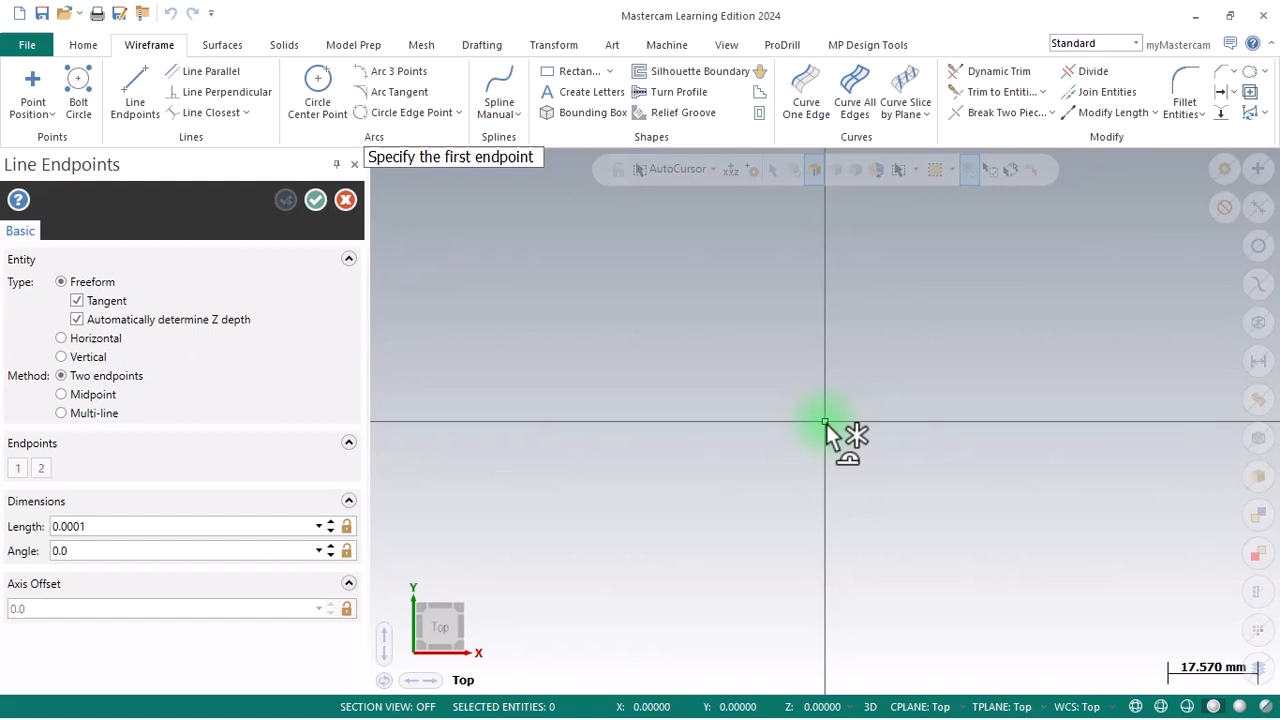 Mastercam Learning Edition 2024
File Home Wireframe Surfaces Solids Model Prep Mesh Drafting Transform Art Machine View ProDrill MP Design Tools Standard myMastercam
Point Position
Bolt Circle
Points
Line Endpoints
Line Parallel
Line Perpendicular
Line Closest
Lines
Circle Center Point
Arc 3 Points
Arc Tangent
Circle Edge Point
Arcs
Spline Manual
Splines
Rectan...
Create Letters
Bounding Box
Silhouette Boundary
Turn Profile
Relief Groove
Shapes
Curve One Edge
Curve All Edges
Curve Slice by Plane
Curves
Dynamic Trim
Trim to Entiti...
Break Two Piec...
Divide
Join Entities
Modify Length
Fillet Entities
Modify
Line Endpoints
Specify the first endpoint
AutoCursor
Basic
Entity
Type: Freeform
Tangent
Automatically determine Z depth
Horizontal
Vertical
Method: Two endpoints
Midpoint
Multi-line
Endpoints
1 2
Dimensions
Length: 0.0001
Angle: 0.0
Axis Offset
0.0
Y
Top
X
Top
17.570 mm
SECTION VIEW: OFF SELECTED ENTITIES: 0 X: 0.00000 Y: 0.00000 Z: 0.00000 3D CPLANE: Top TPLANE: Top WCS: Top